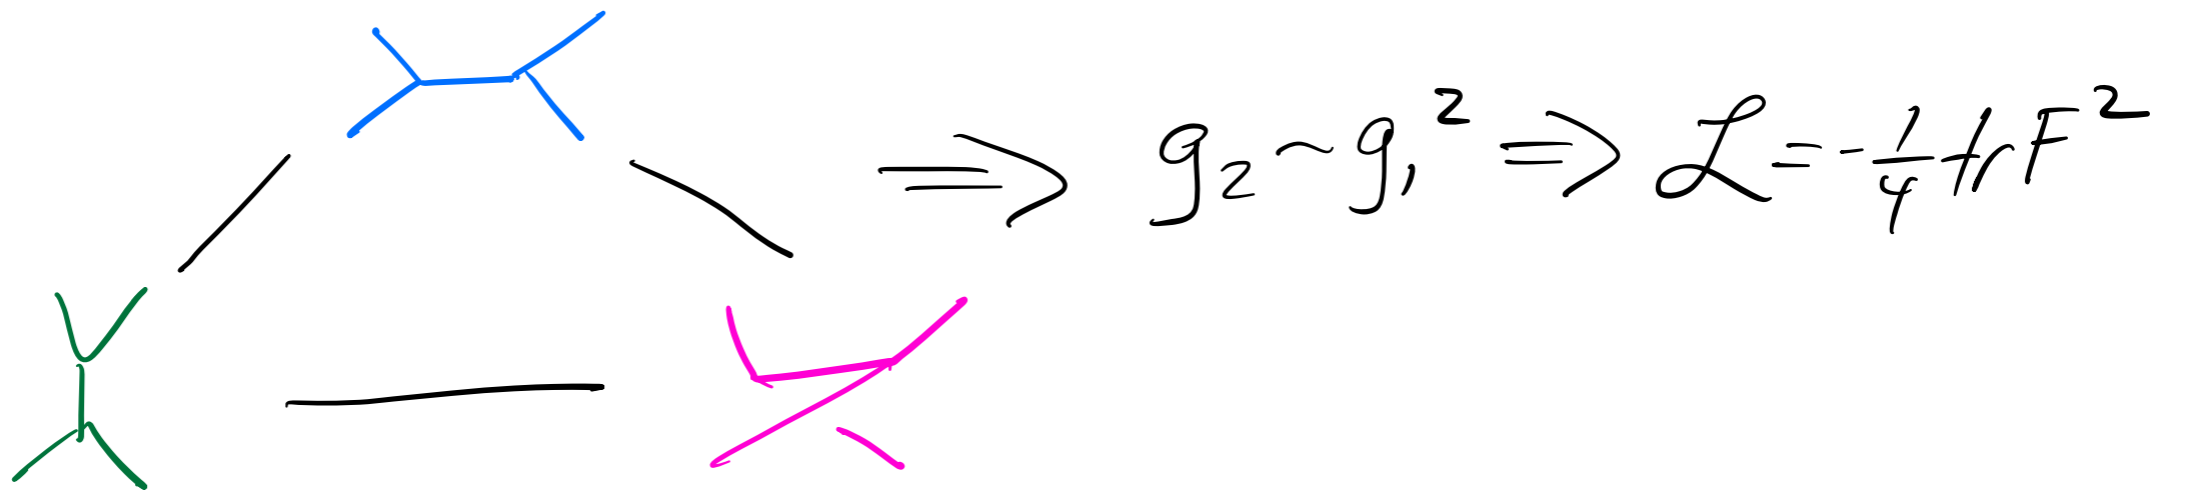 ⇒ g₂ ~ g₁² ⇒ ℒ = -1/4 tr F²